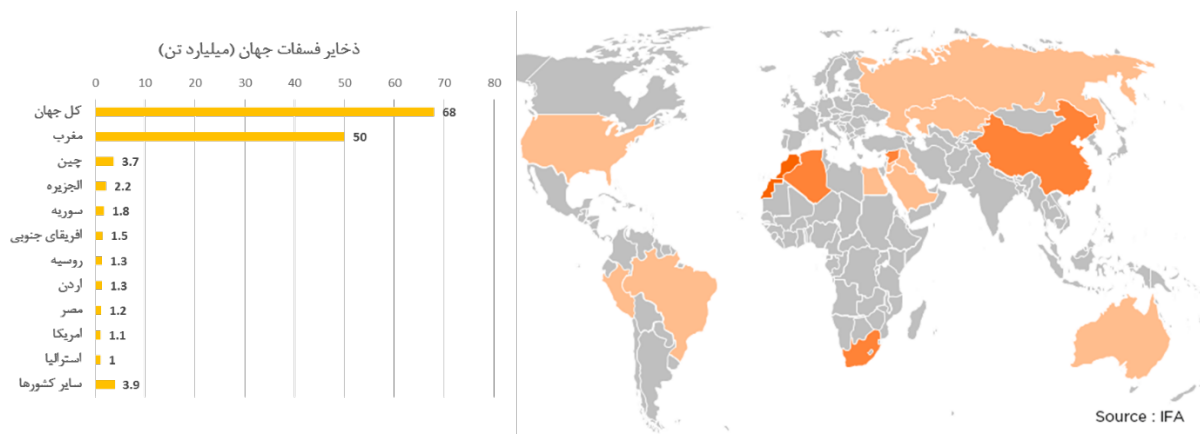 ذخایر فسفات جهان (میلیارد تن)
0 10 20 30 40 50 60 70 80
کل جهان 68
مغرب 50
چین 3.7
الجزیره 2.2
سوریه 1.8
افریقای جنوبی 1.5
روسیه 1.3
اردن 1.3
مصر 1.2
امریکا 1.1
استرالیا 1
سایر کشورها 3.9
Source : IFA